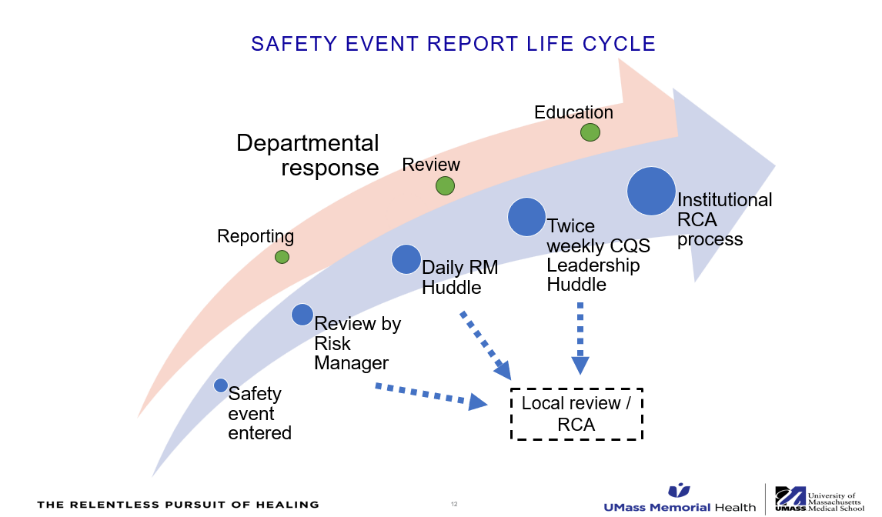 SAFETY EVENT REPORT LIFE CYCLE
Education
Departmental
response
Review
Institutional
RCA
process
Twice
weekly CQS
Leadership
Huddle
Reporting
Daily RM
Huddle
Review by
Risk
Manager
Safety
event
entered
Local review /
RCA
THE RELENTLESS PURSUIT OF HEALING
12
UMass Memorial Health
UMASS
University of
Massachusetts
Medical School